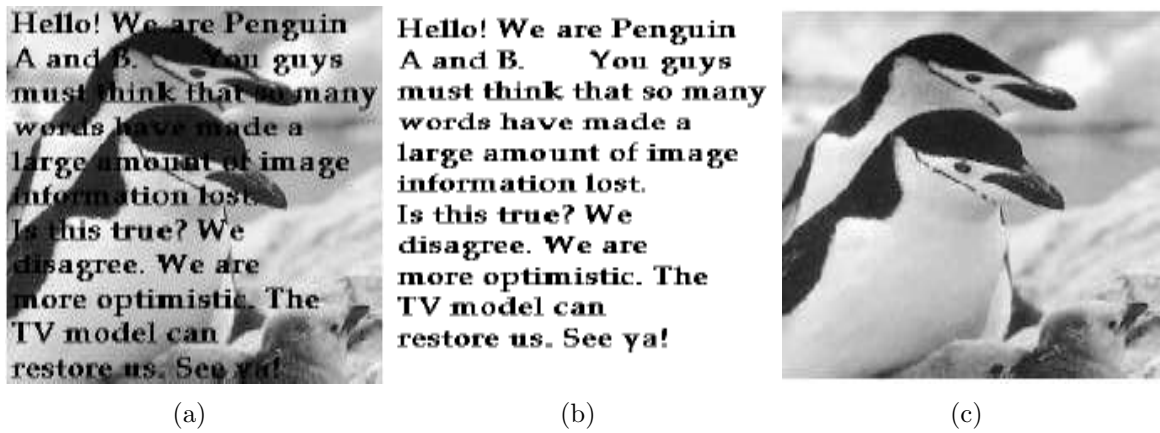 Hello! We are Penguin
A and B. You guys
must think that so many
words have made a
large amount of image
information lost.
Is this true? We
disagree. We are
more optimistic. The
TV model can
restore us. See ya!
Hello! We are Penguin
A and B. You guys
must think that so many
words have made a
large amount of image
information lost.
Is this true? We
disagree. We are
more optimistic. The
TV model can
restore us. See ya!
(a) (b) (c)